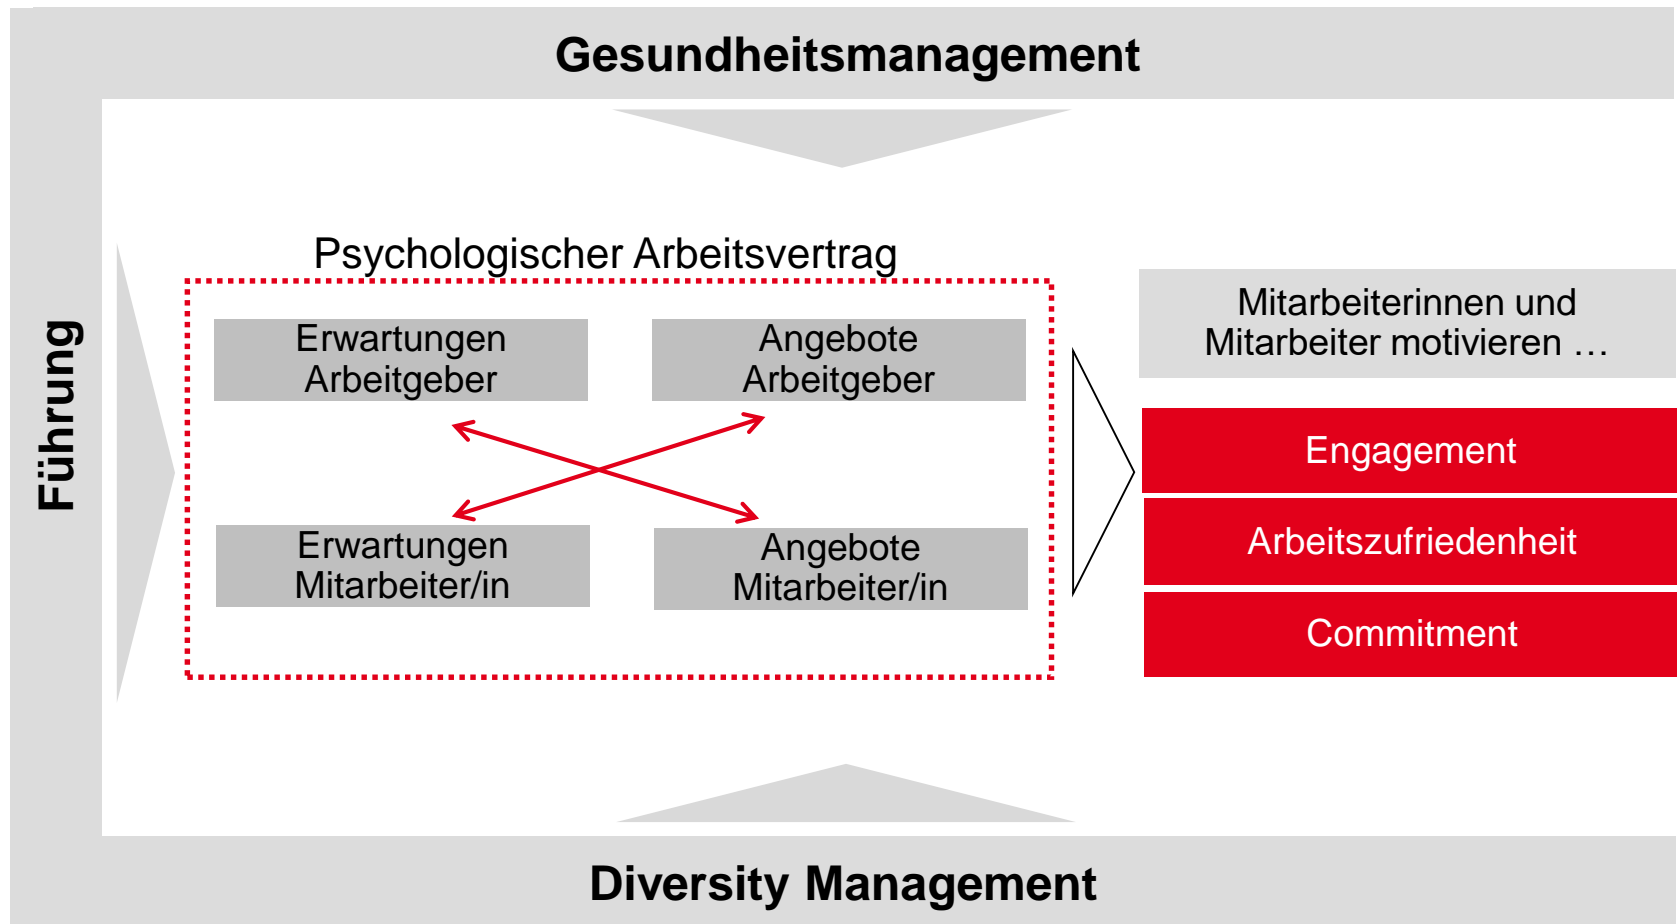 Gesundheitsmanagement
Führung
Psychologischer Arbeitsvertrag
Erwartungen
Arbeitgeber
Angebote
Arbeitgeber
Erwartungen
Mitarbeiter/in
Angebote
Mitarbeiter/in
Mitarbeiterinnen und
Mitarbeiter motivieren …
Engagement
Arbeitszufriedenheit
Commitment
Diversity Management